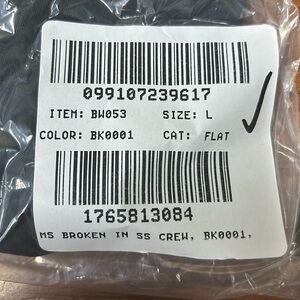 099107239617
ITEM: BW053 SIZE: L
COLOR: BK0001 CAT: FLAT
1765813084
MS BROKEN IN SS CREW, BK0001,